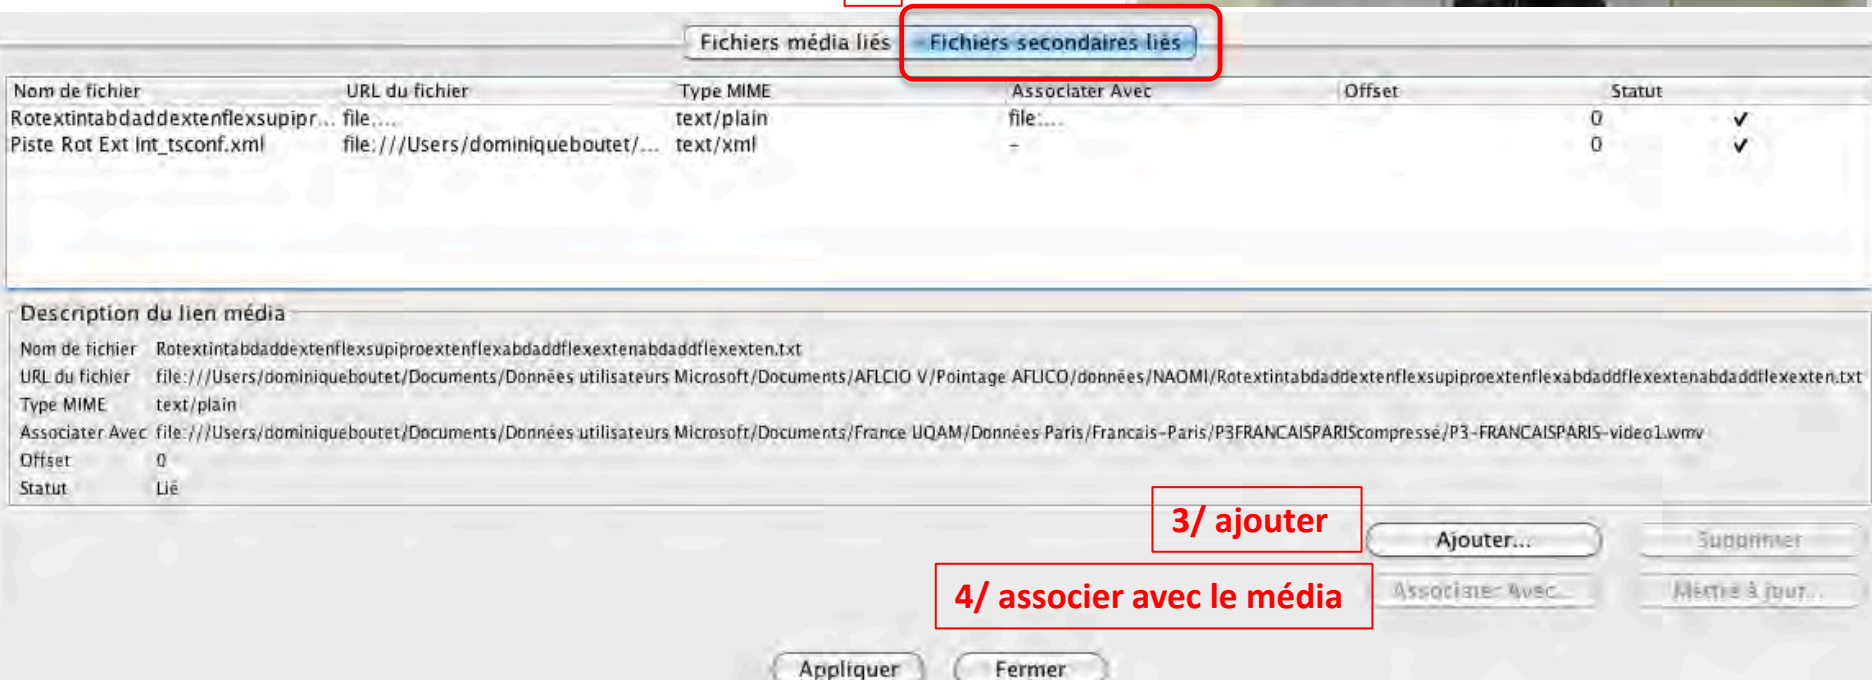 Fichiers média liés Fichiers secondaires liés
Nom de fichier URL du fichier Type MIME Associater Avec Offset Statut
Rotextintabdaddextenflexsupipr... file:... text/plain file:... 0 ✓
Piste Rot Ext Int_tsconf.xml file:///Users/dominiqueboutet/... text/xml - 0 ✓
Description du lien média
Nom de fichier Rotextintabdaddextenflexsupiproextenflexabdaddflexextenabdaddflexexten.txt
URL du fichier file:///Users/dominiqueboutet/Documents/Données utilisateurs Microsoft/Documents/AFLCIO V/Pointage AFLICO/données/NAOMI/Rotextintabdaddextenflexsupiproextenflexabdaddflexextenabdaddflexexten.txt
Type MIME text/plain
Associater Avec file:///Users/dominiqueboutet/Documents/Données utilisateurs Microsoft/Documents/France UQAM/Données Paris/Francais-Paris/P3FRANCAISPARIScompressé/P3-FRANCAISPARIS-video1.wmv
Offset 0
Statut Lié
3/ ajouter
Ajouter... Supprimer
4/ associer avec le média
Associater Avec... Mettre à jour...
Appliquer Fermer